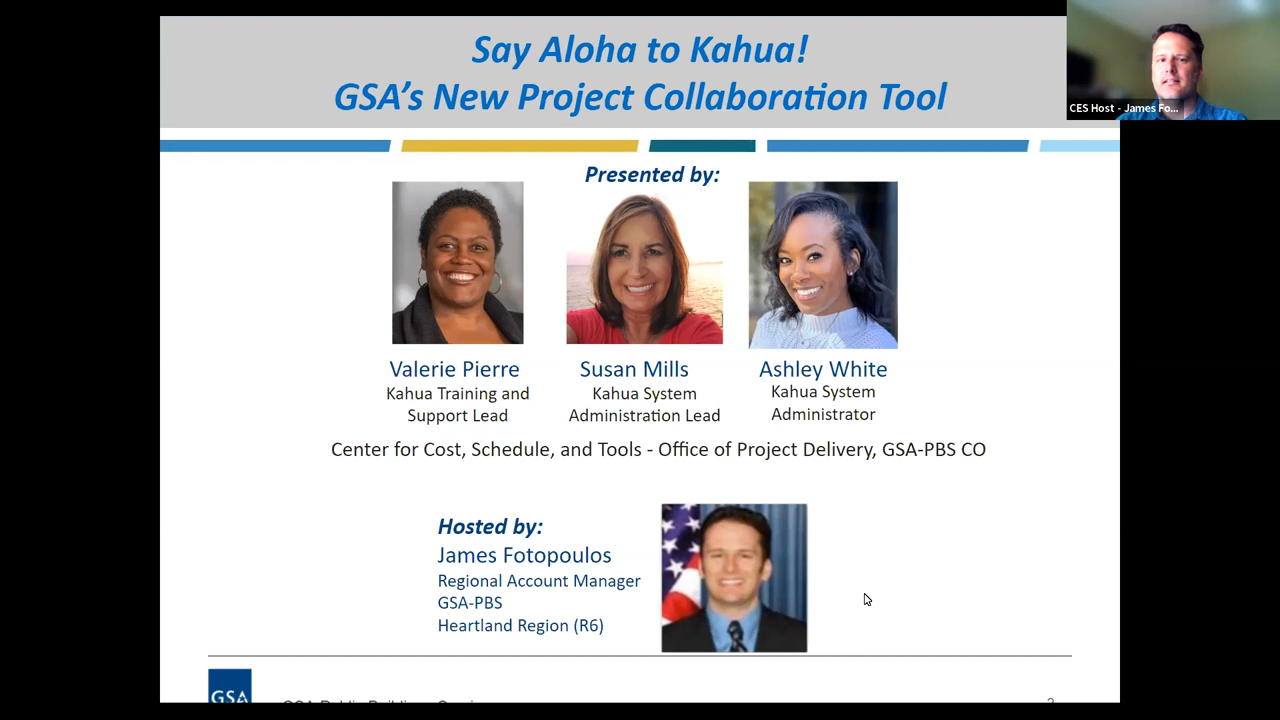 Say Aloha to Kahua!
GSA's New Project Collaboration Tool
CES Host - James Fo...
Presented by:
Valerie Pierre
Kahua Training and
Support Lead
Susan Mills
Kahua System
Administration Lead
Ashley White
Kahua System
Administrator
Center for Cost, Schedule, and Tools - Office of Project Delivery, GSA-PBS CO
Hosted by:
James Fotopoulos
Regional Account Manager
GSA-PBS
Heartland Region (R6)
GSA